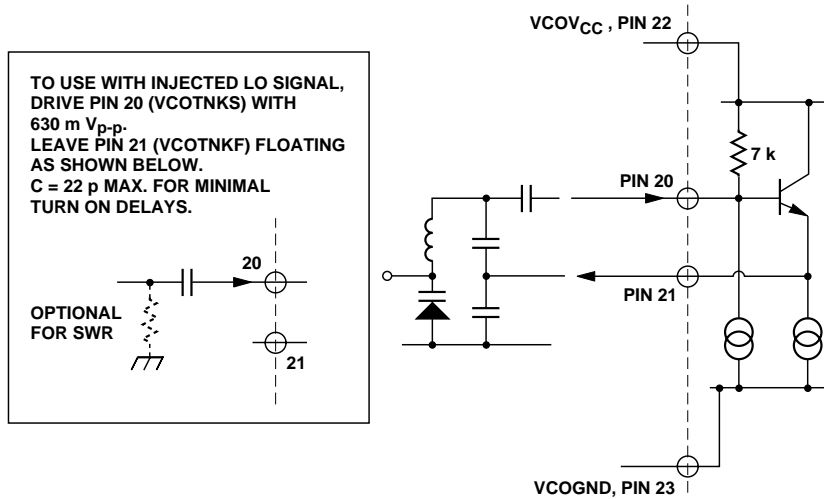 VCOVCC , PIN 22
TO USE WITH INJECTED LO SIGNAL,
DRIVE PIN 20 (VCOTNKS) WITH
630 m Vp-p.
LEAVE PIN 21 (VCOTNKF) FLOATING
AS SHOWN BELOW.
C = 22 p MAX. FOR MINIMAL
TURN ON DELAYS.
20
OPTIONAL
FOR SWR
21
7 k
PIN 20
PIN 21
VCOGND, PIN 23